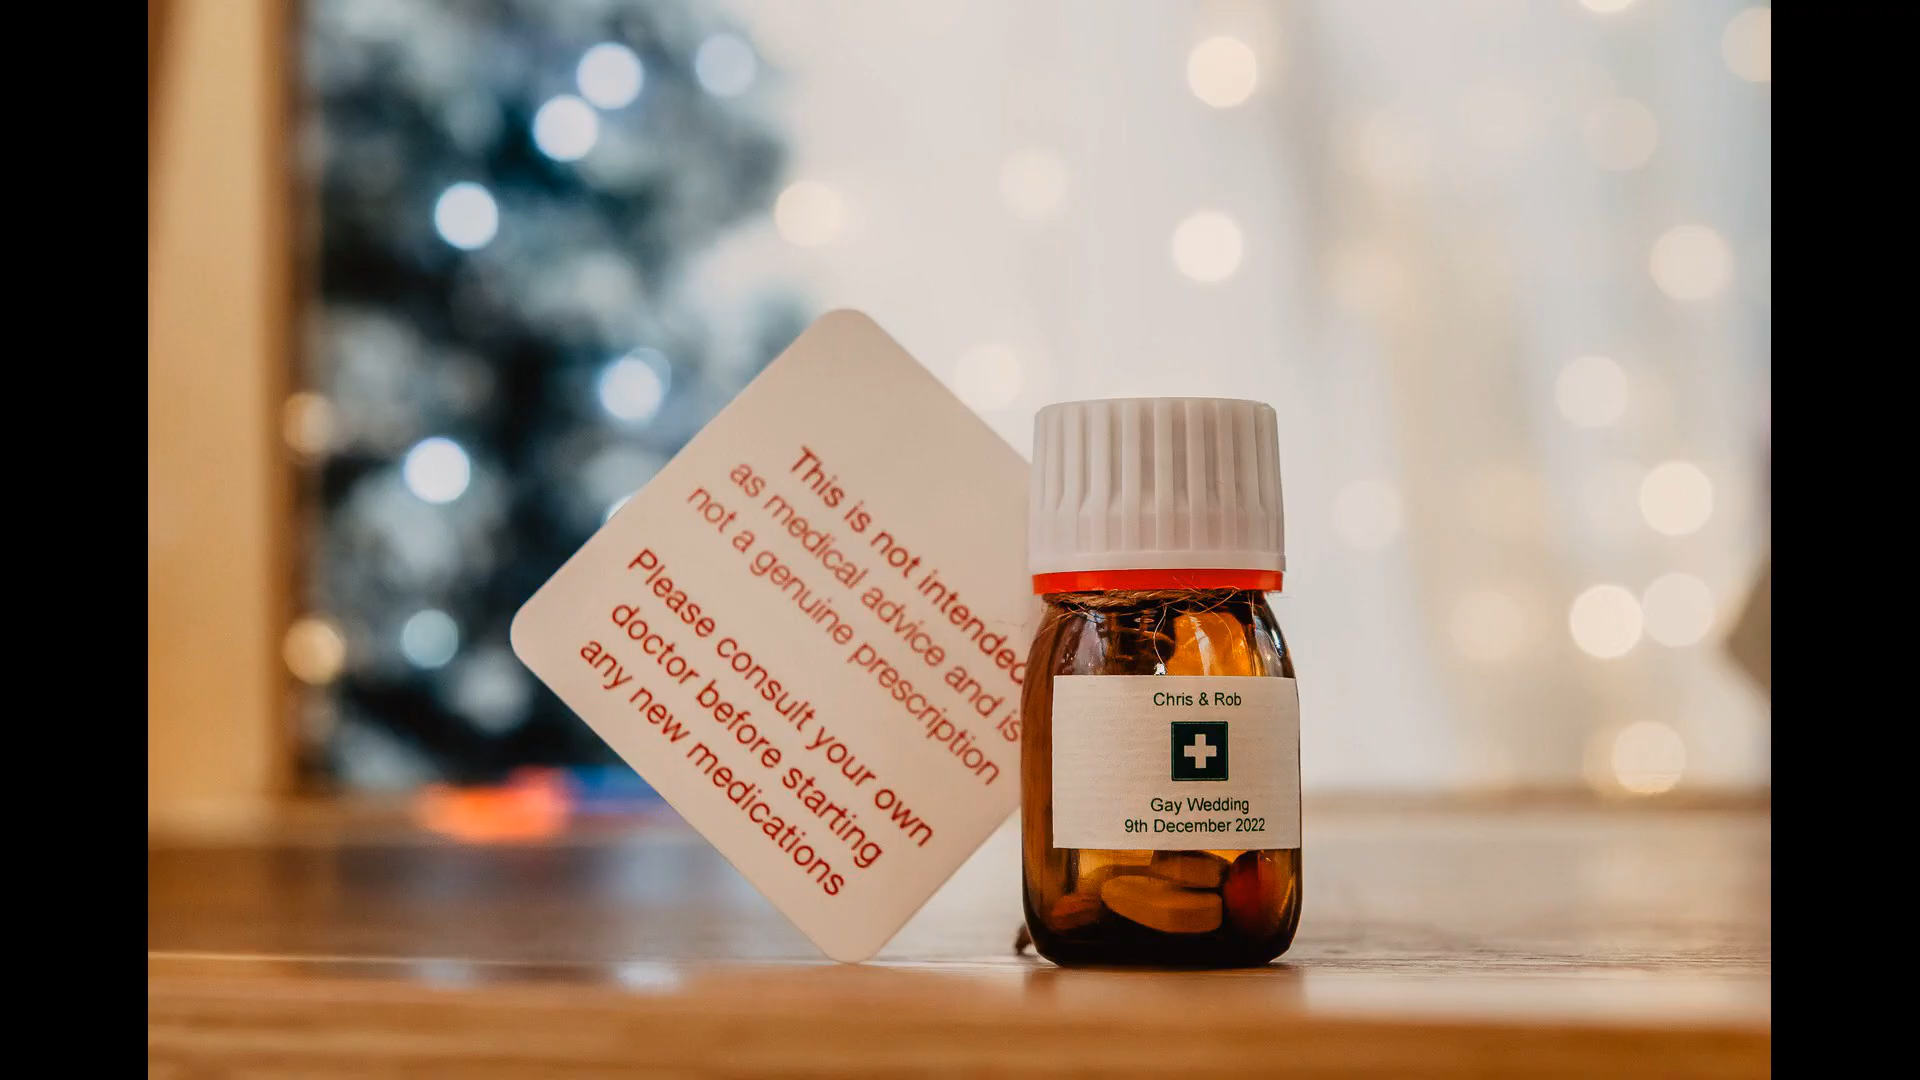 This is not intended
as medical advice and is
not a genuine prescription
Please consult your own
doctor before starting
any new medications
Chris & Rob
Gay Wedding
9th December 2022